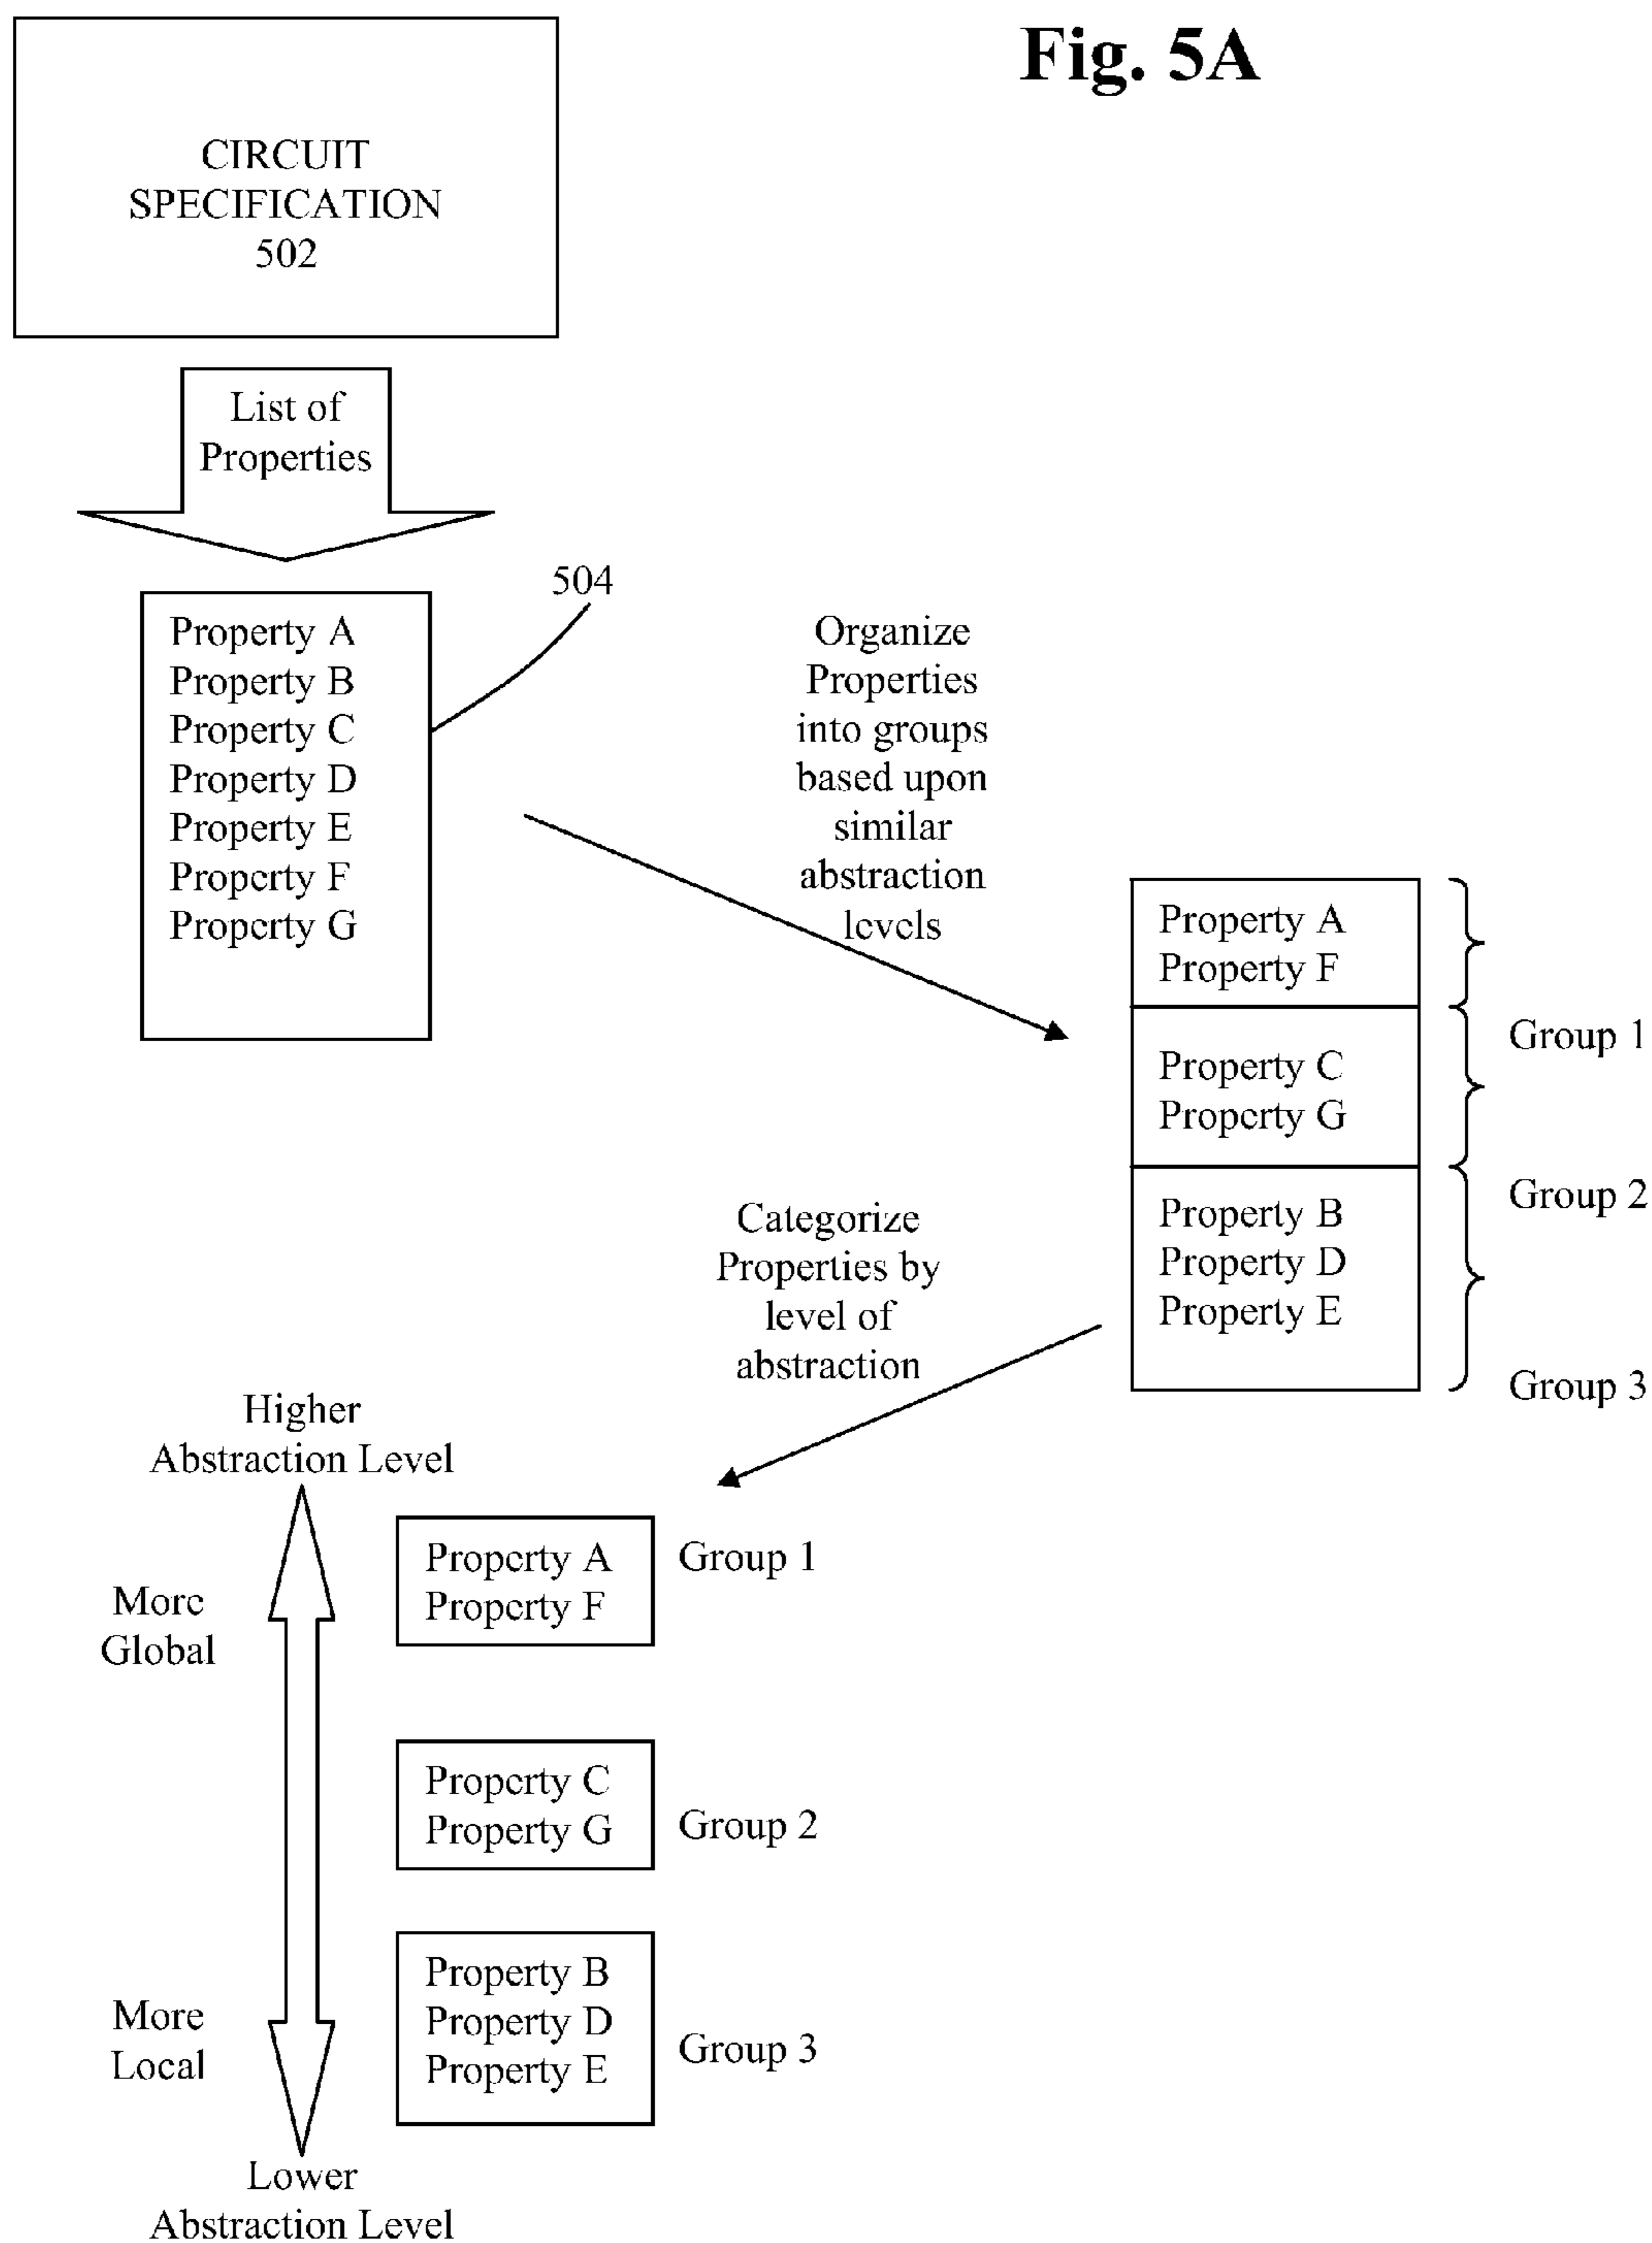 Fig. 5A
CIRCUIT
SPECIFICATION
502
List of
Properties
504
Property A
Property B
Property C
Property D
Property E
Property F
Property G
Organize
Properties
into groups
based upon
similar
abstraction
levels
Property A
Property F
Group 1
Property C
Property G
Group 2
Property B
Property D
Property E
Group 3
Categorize
Properties by
level of
abstraction
Higher
Abstraction Level
More
Global
Property A
Property F
Group 1
Property C
Property G
Group 2
More
Local
Property B
Property D
Property E
Group 3
Lower
Abstraction Level